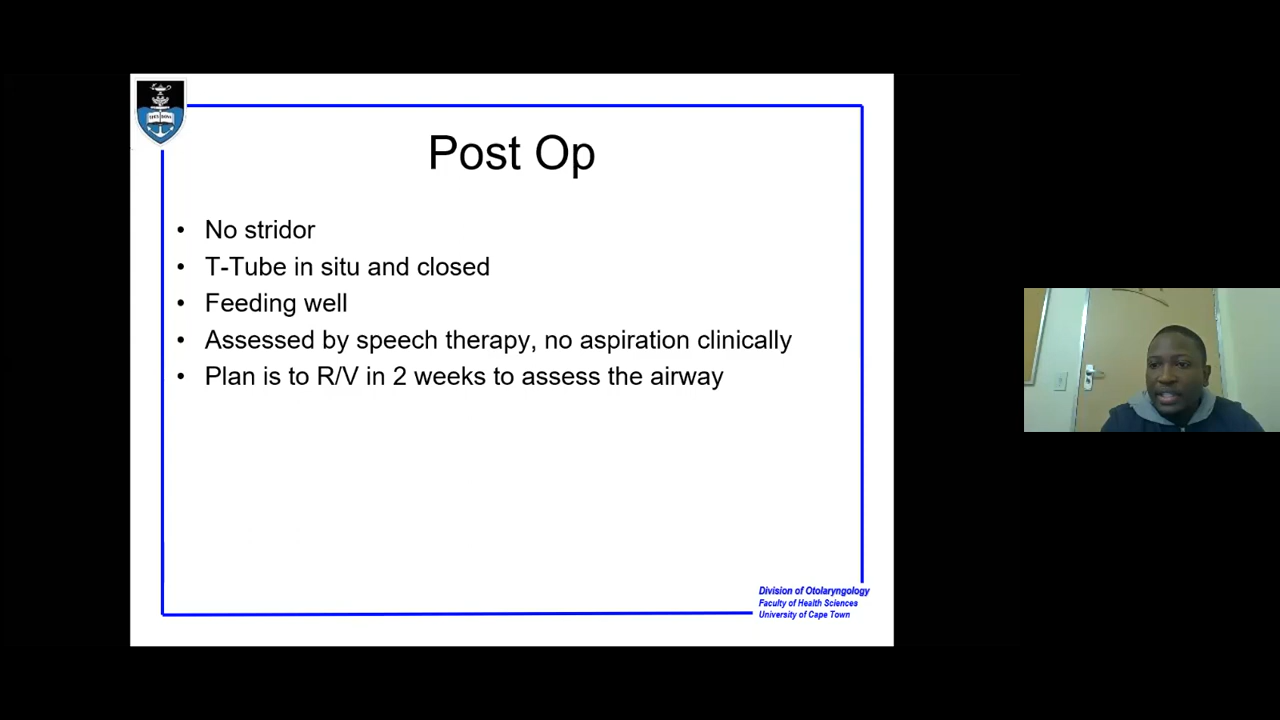 Post Op
• No stridor
• T-Tube in situ and closed
• Feeding well
• Assessed by speech therapy, no aspiration clinically
• Plan is to R/V in 2 weeks to assess the airway
Division of Otolaryngology
Faculty of Health Sciences
University of Cape Town